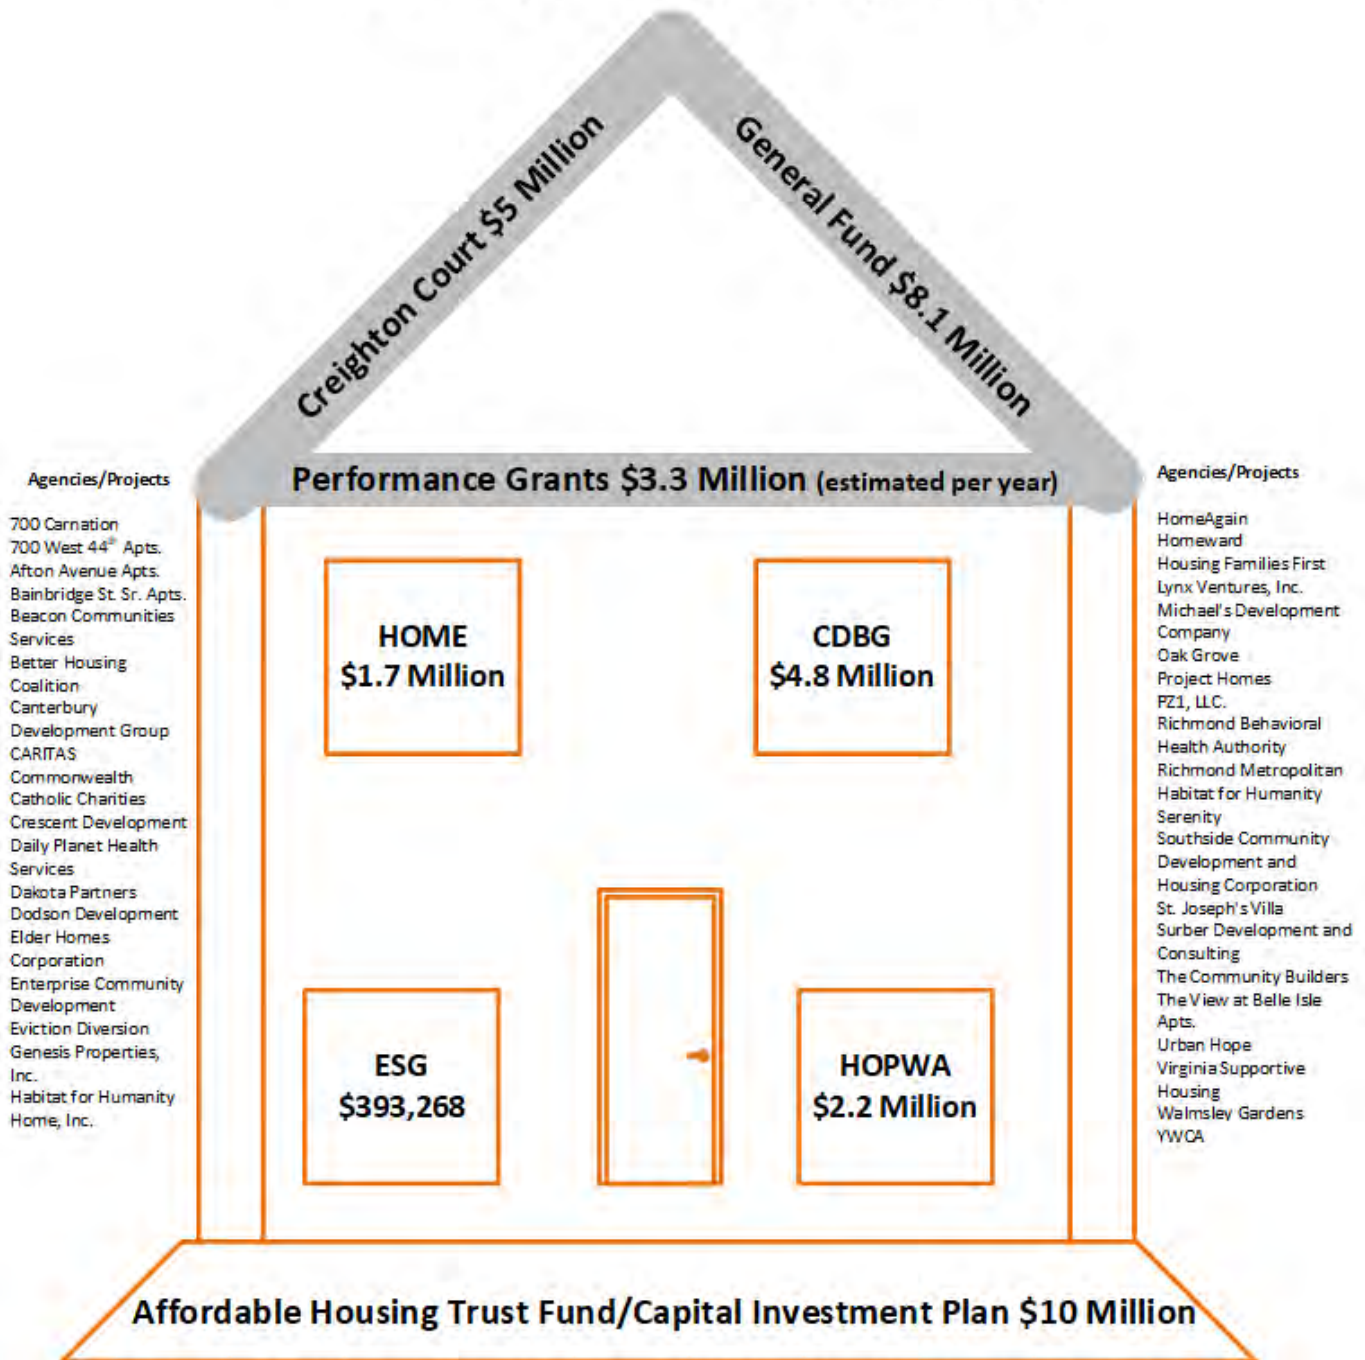 Creighton Court $5 Million
General Fund $8.1 Million
Performance Grants $3.3 Million (estimated per year)
Agencies/Projects
700 Carnation
700 West 44th Apts.
Afton Avenue Apts.
Bainbridge St. Sr. Apts.
Beacon Communities
Services
Better Housing
Coalition
Canterbury
Development Group
CARITAS
Commonwealth
Catholic Charities
Crescent Development
Daily Planet Health
Services
Dakota Partners
Dodson Development
Elder Homes
Corporation
Enterprise Community
Development
Eviction Diversion
Genesis Properties,
Inc.
Habitat for Humanity
Home, Inc.
HOME
$1.7 Million
CDBG
$4.8 Million
ESG
$393,268
HOPWA
$2.2 Million
Agencies/Projects
HomeAgain
Homeward
Housing Families First
Lynx Ventures, Inc.
Michael's Development
Company
Oak Grove
Project Homes
PZ1, LLC.
Richmond Behavioral
Health Authority
Richmond Metropolitan
Habitat for Humanity
Serenity
Southside Community
Development and
Housing Corporation
St. Joseph's Villa
Surber Development and
Consulting
The Community Builders
The View at Belle Isle
Apts.
Urban Hope
Virginia Supportive
Housing
Walmsley Gardens
YWCA
Affordable Housing Trust Fund/Capital Investment Plan $10 Million